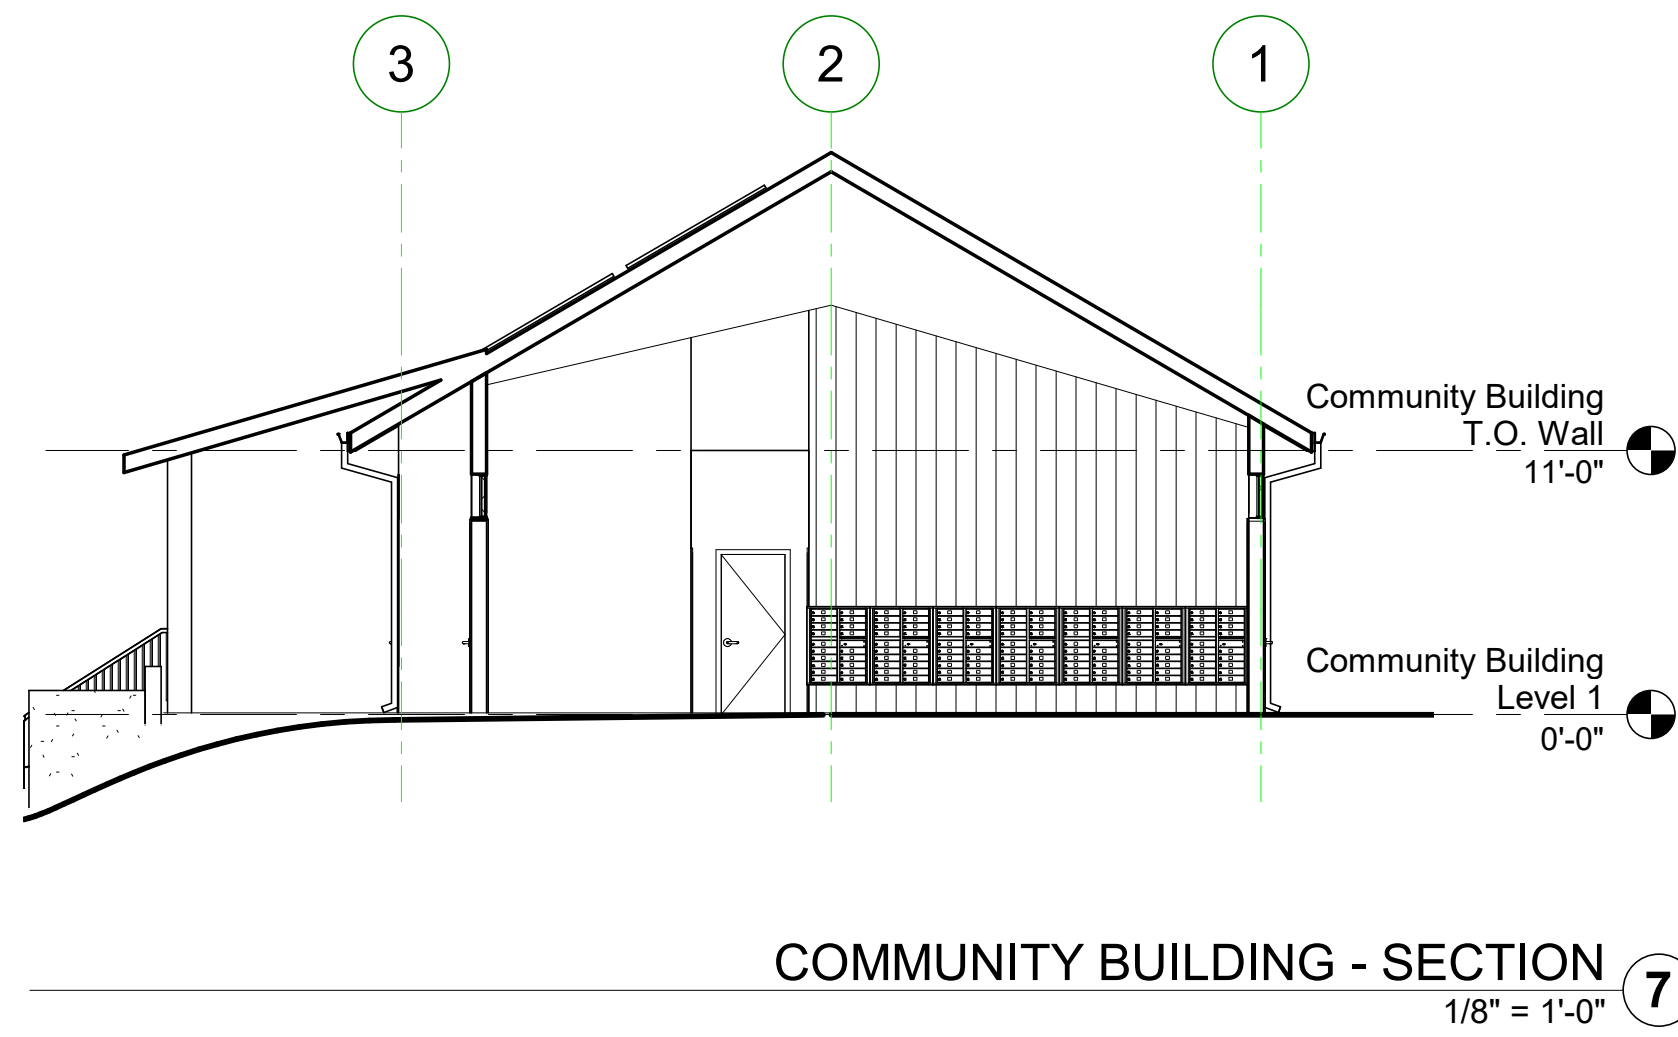 3
2
1
Community Building
T.O. Wall
11'-0"
Community Building
Level 1
0'-0"
COMMUNITY BUILDING - SECTION
7
1/8" = 1'-0"